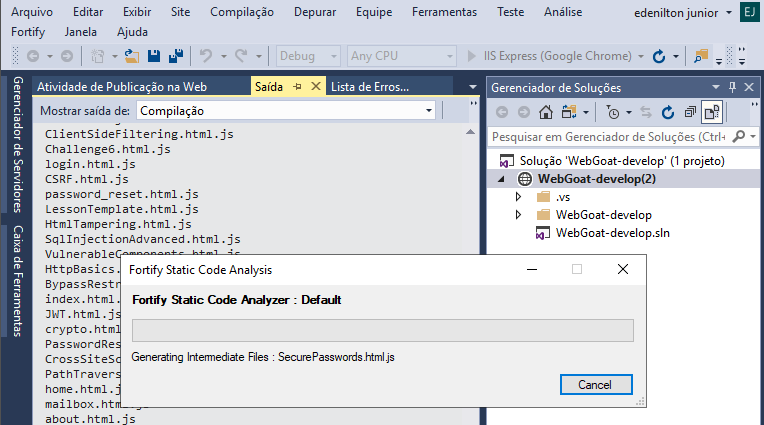 Arquivo Editar Exibir Site Compilação Depurar Equipe Ferramentas Teste Análise edenilton junior EJ
Fortify Janela Ajuda
Debug Any CPU IIS Express (Google Chrome)
Gerenciador de Servidores
Caixa de Ferramentas
Atividade de Publicação na Web Saída Lista de Erros...
Mostrar saída de: Compilação
ClientSideFiltering.html.js
Challenge6.html.js
login.html.js
CSRF.html.js
password_reset.html.js
LessonTemplate.html.js
HtmlTampering.html.js
SqlInjectionAdvanced.html.js
VulnerableComponents.html.js
HttpBasics.
BypassRestr
index.html.
JWT.html.js
crypto.html
PasswordRes
CrossSiteSc
PathTravers
home.html.j
mailbox.html.js
about.html.js
Gerenciador de Soluções
Pesquisar em Gerenciador de Soluções (Ctrl+
Solução 'WebGoat-develop' (1 projeto)
WebGoat-develop(2)
.vs
WebGoat-develop
WebGoat-develop.sln
Fortify Static Code Analysis
Fortify Static Code Analyzer : Default
Generating Intermediate Files : SecurePasswords.html.js
Cancel